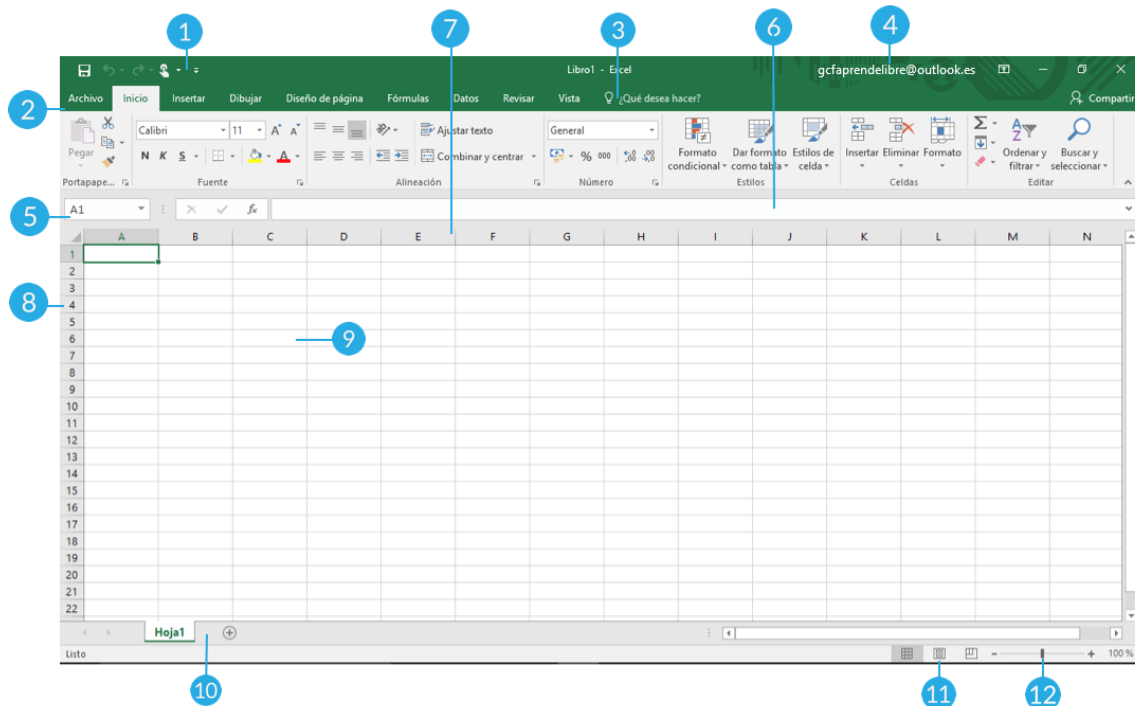 1 7 3 6 4
Libro1 - Excel gcfaprendelibre@outlook.es
2 Archivo Inicio Insertar Dibujar Diseño de página Fórmulas Datos Revisar Vista ¿Qué desea hacer? Compartir
Calibri 11 A A Ajustar texto General
Pegar N K S A Combinar y centrar % 000 Formato condicional Dar formato como tabla Estilos de celda Insertar Eliminar Formato Ordenar y filtrar Buscar y seleccionar
Portapape... Fuente Alineación Número Estilos Celdas Editar
5 A1 fx
A B C D E F G H I J K L M N
1
2
3
8 4
5
6 9
7
8
9
10
11
12
13
14
15
16
17
18
19
20
21
22
Hoja1
Listo 100 %
10 11 12